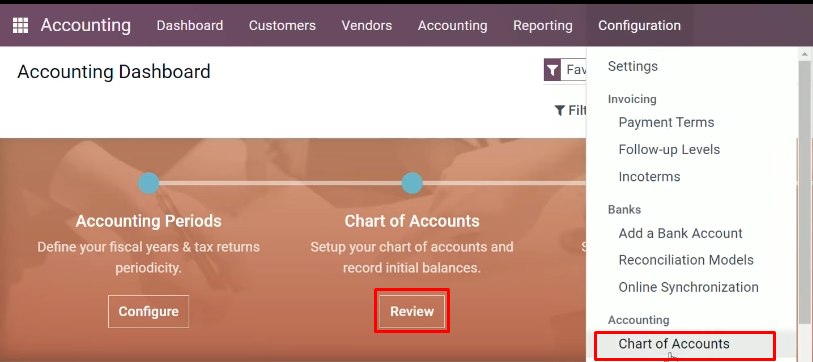 Accounting Dashboard Customers Vendors Accounting Reporting Configuration
Accounting Dashboard
Fav
Filt
Settings
Invoicing
Payment Terms
Follow-up Levels
Incoterms
Banks
Add a Bank Account
Reconciliation Models
Online Synchronization
Accounting
Chart of Accounts
Accounting Periods
Define your fiscal years & tax returns
periodicity.
Configure
Chart of Accounts
Setup your chart of accounts and
record initial balances.
Review
S